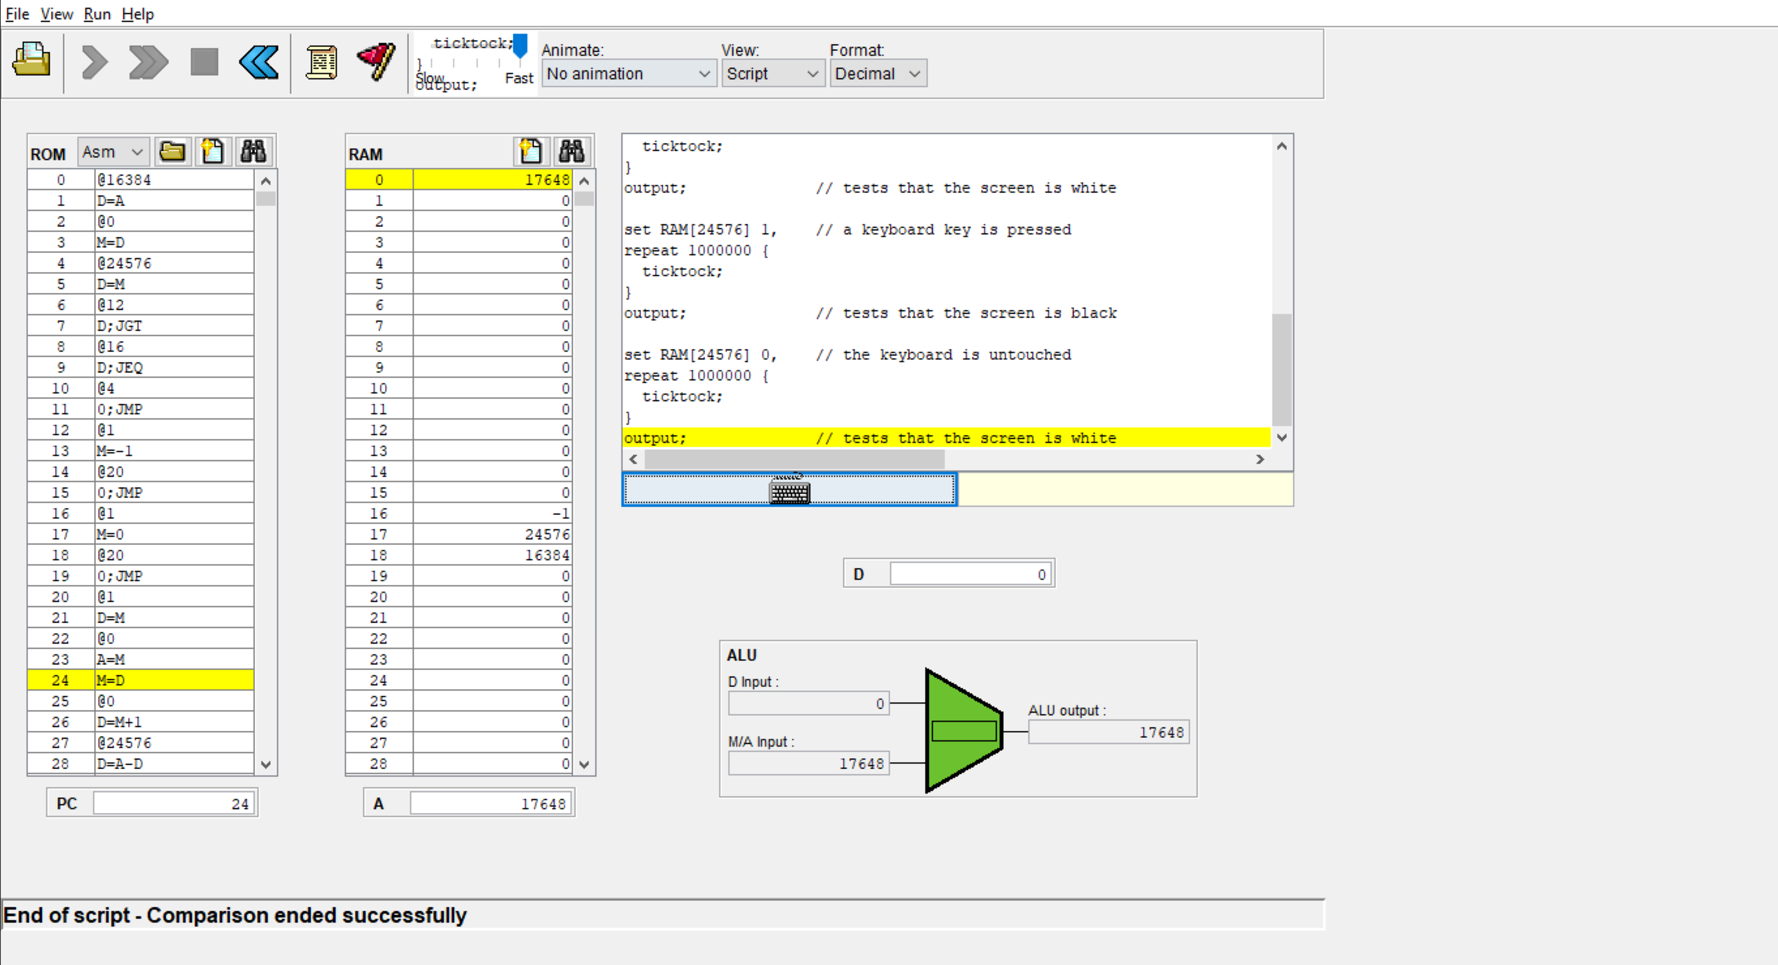 File View Run Help
ticktock;
}
Slow Fast
output;
Animate: View: Format:
No animation Script Decimal
ROM Asm
0 @16384
1 D=A
2 @0
3 M=D
4 @24576
5 D=M
6 @12
7 D;JGT
8 @16
9 D;JEQ
10 @4
11 0;JMP
12 @1
13 M=-1
14 @20
15 0;JMP
16 @1
17 M=0
18 @20
19 0;JMP
20 @1
21 D=M
22 @0
23 A=M
24 M=D
25 @0
26 D=M+1
27 @24576
28 D=A-D
PC 24
RAM
0 17648
1 0
2 0
3 0
4 0
5 0
6 0
7 0
8 0
9 0
10 0
11 0
12 0
13 0
14 0
15 0
16 -1
17 24576
18 16384
19 0
20 0
21 0
22 0
23 0
24 0
25 0
26 0
27 0
28 0
A 17648
ticktock;
}
output; // tests that the screen is white
set RAM[24576] 1, // a keyboard key is pressed
repeat 1000000 {
ticktock;
}
output; // tests that the screen is black
set RAM[24576] 0, // the keyboard is untouched
repeat 1000000 {
ticktock;
}
output; // tests that the screen is white
D 0
ALU
D Input :
0
M/A Input :
17648
ALU output :
17648
End of script - Comparison ended successfully